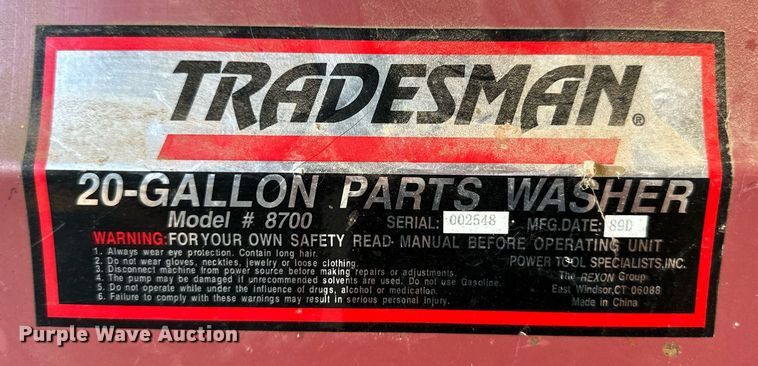 TRADESMAN®
20-GALLON PARTS WASHER
Model # 8700 SERIAL: 002548 MFG.DATE: 89D
WARNING: FOR YOUR OWN SAFETY READ MANUAL BEFORE OPERATING UNIT
1. Always wear eye protection. Contain long hair.
2. Do not wear gloves, neckties, jewelry or loose clothing.
3. Disconnect machine from power source before making repairs or adjustments.
4. The pump may be damaged if unrecommended solvents are used. Do not use Gasoline.
5. Do not operate while under the influence of drugs, alcohol or medication.
6. Failure to comply with these warnings may result in serious personal injury.
POWER TOOL SPECIALISTS,INC.
The REXON Group
East Windsor,CT 06088
Made in China
Purple Wave Auction